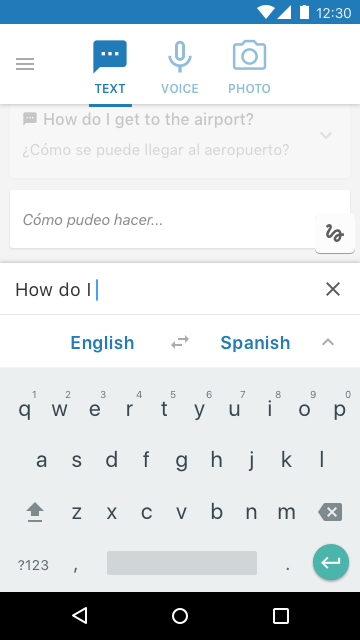 12:30
TEXT VOICE PHOTO
How do I get to the airport?
¿Cómo se puede llegar al aeropuerto?
Cómo pudeo hacer...
How do I
English Spanish
1 2 3 4 5 6 7 8 9 0
q w e r t y u i o p
a s d f g h j k l
z x c v b n m
?123 , .